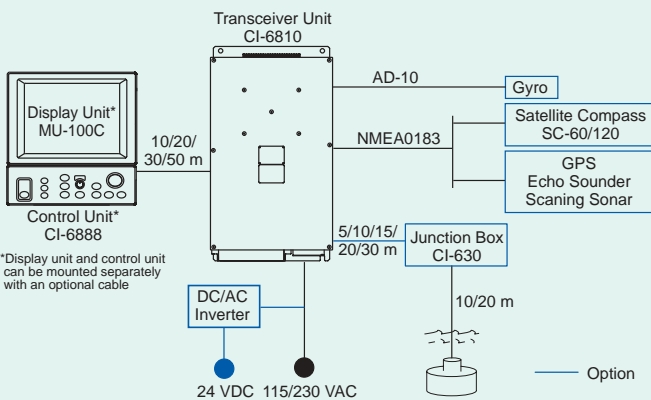 Transceiver Unit
CI-6810
Display Unit*
MU-100C
10/20/
30/50 m
Control Unit*
CI-6888
*Display unit and control unit
can be mounted separately
with an optional cable
AD-10
Gyro
NMEA0183
Satellite Compass
SC-60/120
GPS
Echo Sounder
Scaning Sonar
5/10/15/
20/30 m
Junction Box
CI-630
10/20 m
DC/AC
Inverter
24 VDC
115/230 VAC
Option